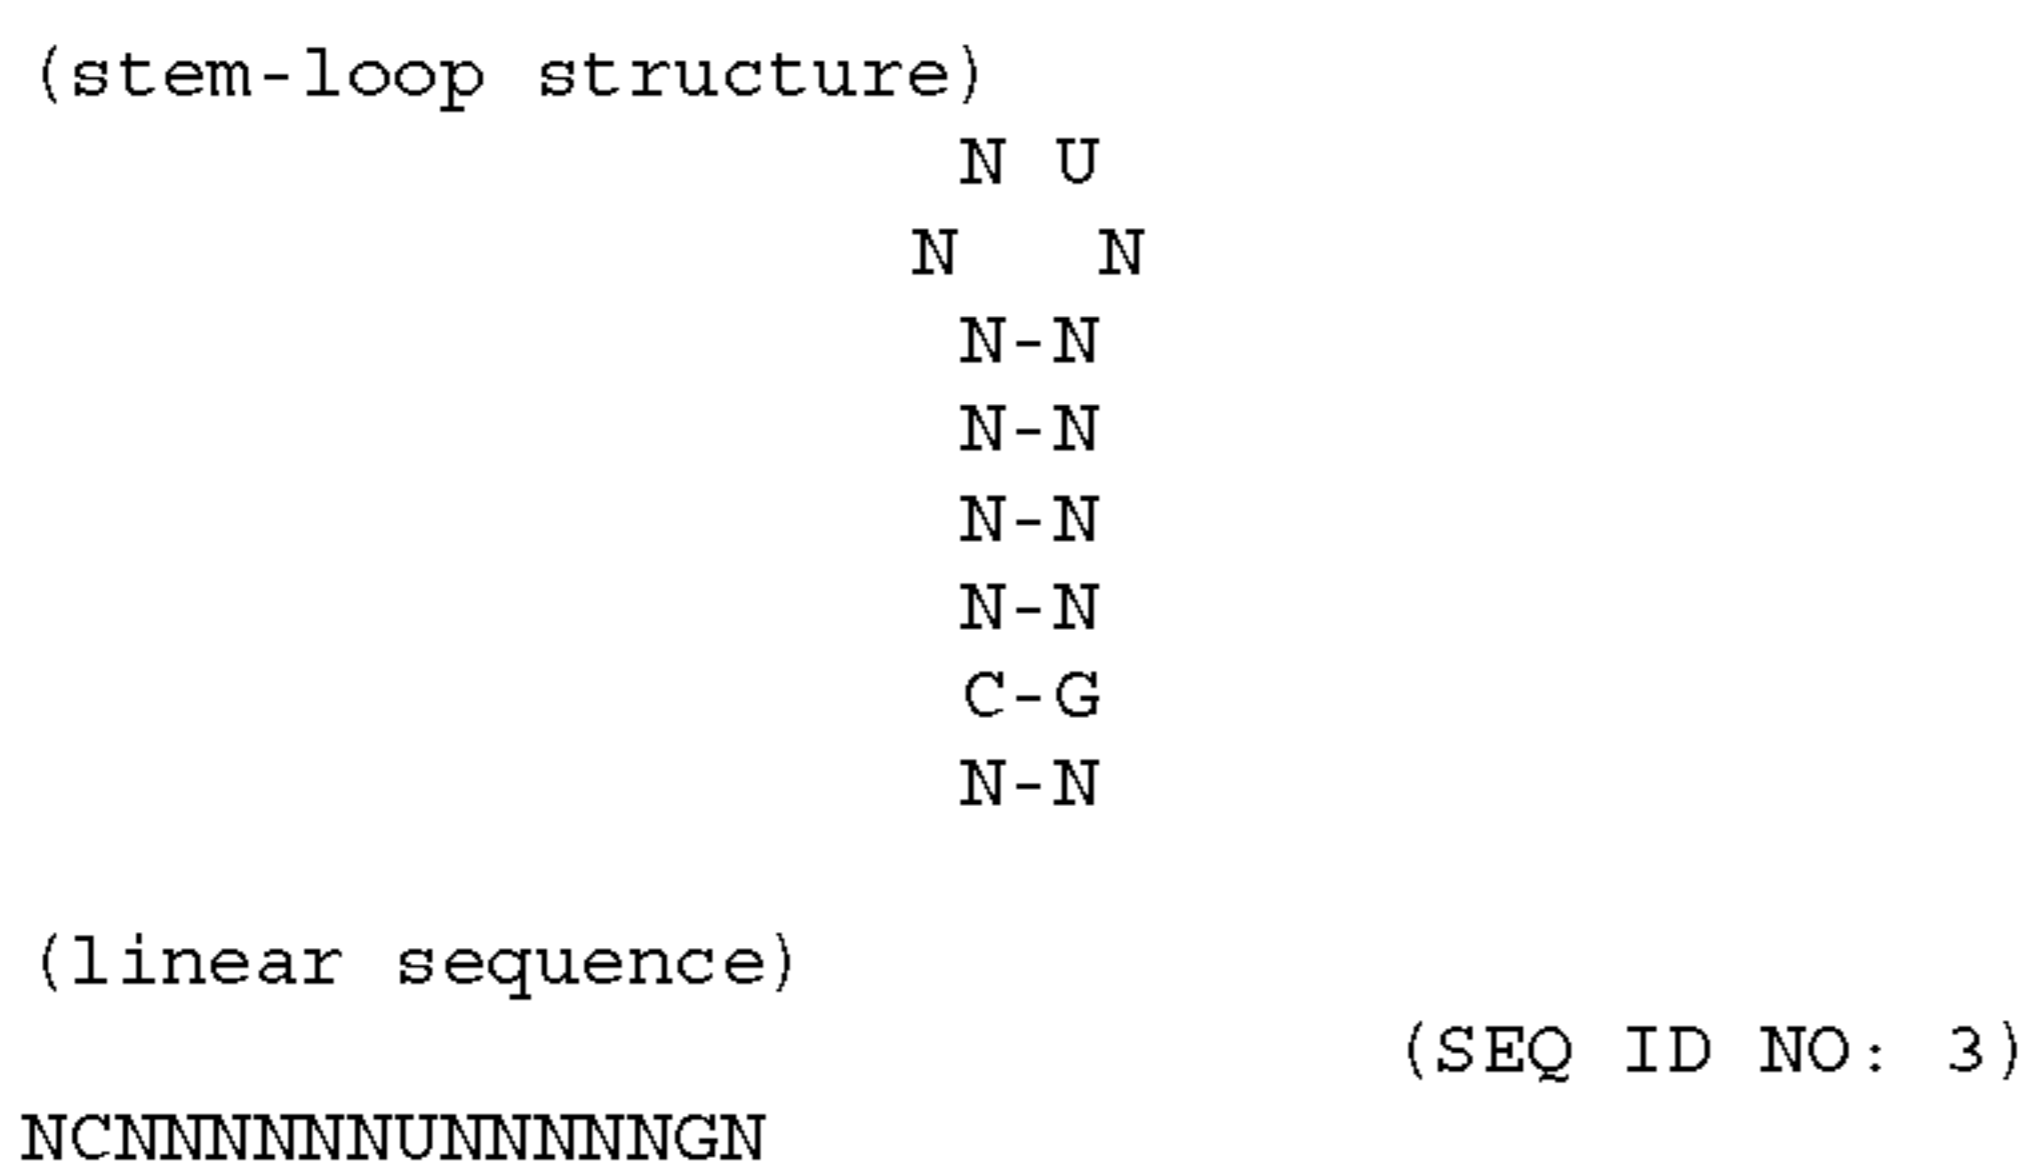 (stem-loop structure)
N U
N N
N-N
N-N
N-N
N-N
C-G
N-N
(linear sequence)
(SEQ ID NO: 3)
NCNNNNNNUNNNNNGN